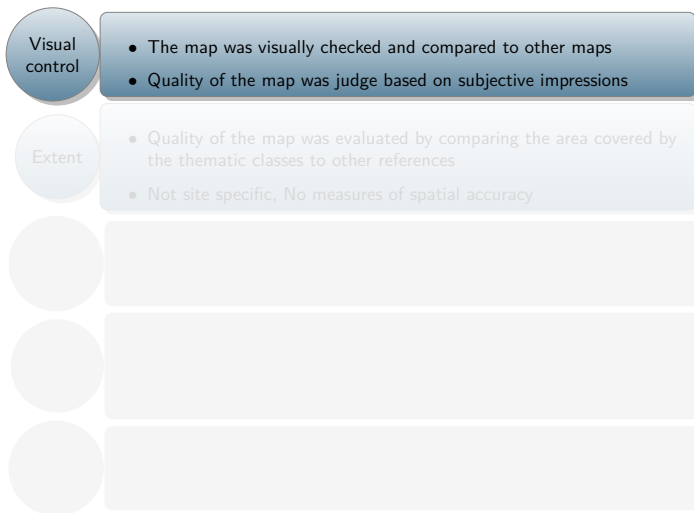 Visual
control
• The map was visually checked and compared to other maps
• Quality of the map was judge based on subjective impressions
Extent
• Quality of the map was evaluated by comparing the area covered by
the thematic classes to other references
• Not site specific, No measures of spatial accuracy